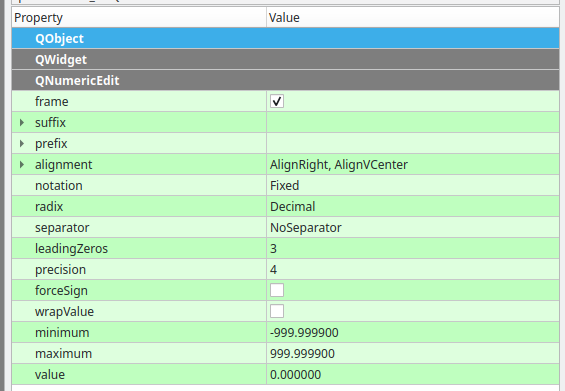 Property Value
QObject
QWidget
QNumericEdit
frame
suffix
prefix
alignment AlignRight, AlignVCenter
notation Fixed
radix Decimal
separator NoSeparator
leadingZeros 3
precision 4
forceSign
wrapValue
minimum -999.999900
maximum 999.999900
value 0.000000